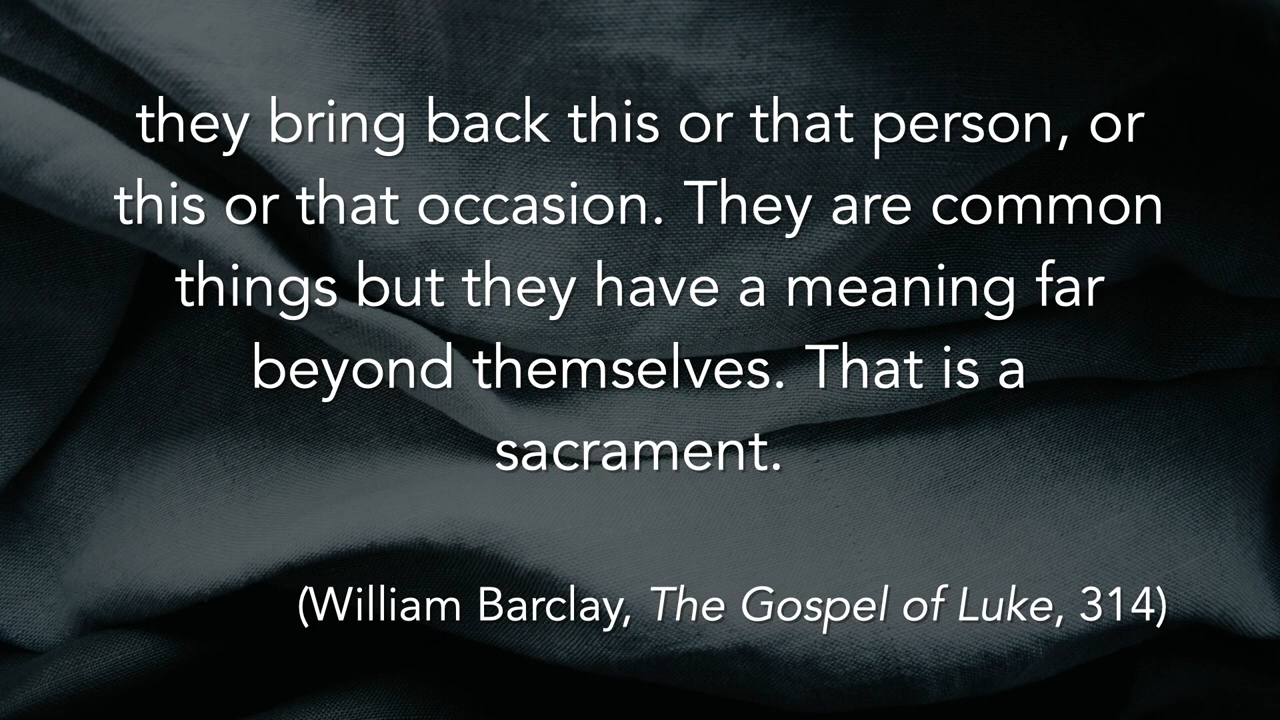 they bring back this or that person, or
this or that occasion. They are common
things but they have a meaning far
beyond themselves. That is a
sacrament.
(William Barclay, The Gospel of Luke, 314)